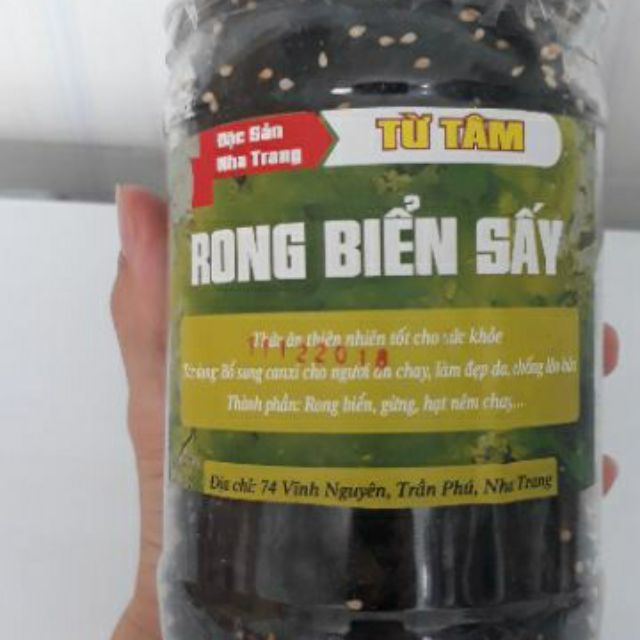 Đặc Sản
Nha Trang
TỪ TÂM
RONG BIỂN SẤY
Thức ăn thiên nhiên tốt cho sức khỏe
11122018
dụng: Bổ sung canxi cho người ăn chay, làm đẹp da, chống lão hóa
Thành phần: Rong biển, gừng, hạt nêm chay...
Địa chỉ: 74 Vĩnh Nguyên, Trần Phú, Nha Trang